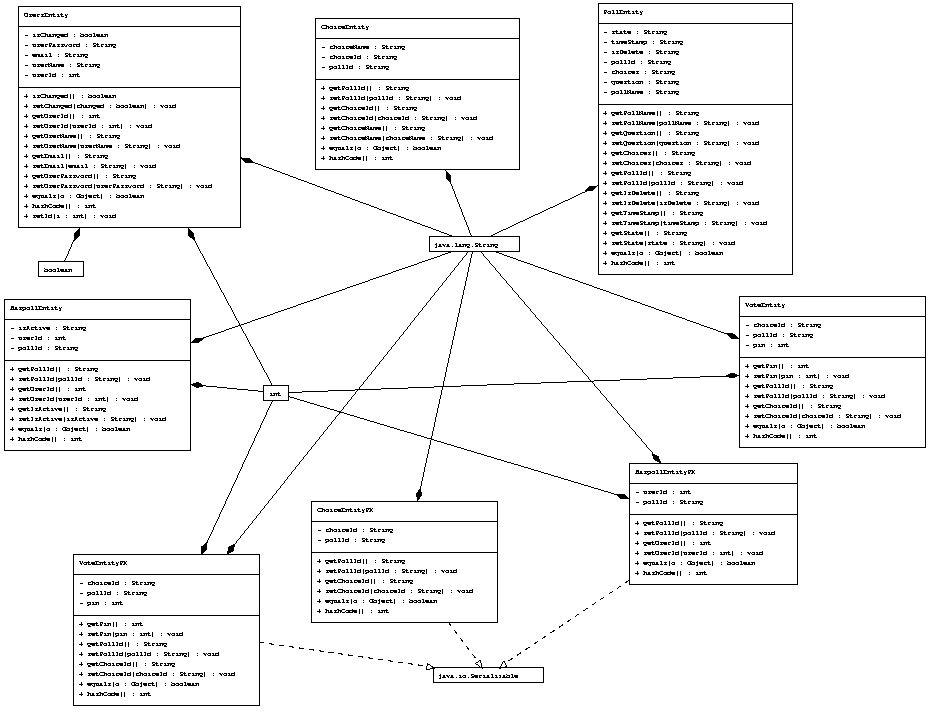 UsersEntity
- isChanged : boolean
- userPassword : String
- email : String
- userName : String
- userId : int
+ isChanged() : boolean
+ setChanged(changed : boolean) : void
+ getUserId() : int
+ setUserId(userId : int) : void
+ getUserName() : String
+ setUserName(userName : String) : void
+ getEmail() : String
+ setEmail(email : String) : void
+ getUserPassword() : String
+ setUserPassword(userPassword : String) : void
+ equals(o : Object) : boolean
+ hashCode() : int
+ setId(i : int) : void
ChoiceEntity
- choiceName : String
- choiceId : String
- pollId : String
+ getPollId() : String
+ setPollId(pollId : String) : void
+ getChoiceId() : String
+ setChoiceId(choiceId : String) : void
+ getChoiceName() : String
+ setChoiceName(choiceName : String) : void
+ equals(o : Object) : boolean
+ hashCode() : int
PollEntity
- state : String
- timeStamp : String
- isDelete : String
- pollId : String
- choices : String
- question : String
- pollName : String
+ getPollName() : String
+ setPollName(pollName : String) : void
+ getQuestion() : String
+ setQuestion(question : String) : void
+ getChoices() : String
+ setChoices(choices : String) : void
+ getPollId() : String
+ setPollId(pollId : String) : void
+ getIsDelete() : String
+ setIsDelete(isDelete : String) : void
+ getTimeStamp() : String
+ setTimeStamp(timeStamp : String) : void
+ getState() : String
+ setState(state : String) : void
+ equals(o : Object) : boolean
+ hashCode() : int
java.lang.String
boolean
HaspollEntity
- isActive : String
- userId : int
- pollId : String
+ getPollId() : String
+ setPollId(pollId : String) : void
+ getUserId() : int
+ setUserId(userId : int) : void
+ getIsActive() : String
+ setIsActive(isActive : String) : void
+ equals(o : Object) : boolean
+ hashCode() : int
VoteEntity
- choiceId : String
- pollId : String
- pin : int
+ getPin() : int
+ setPin(pin : int) : void
+ getPollId() : String
+ setPollId(pollId : String) : void
+ getChoiceId() : String
+ setChoiceId(choiceId : String) : void
+ equals(o : Object) : boolean
+ hashCode() : int
int
HaspollEntityPK
- userId : int
- pollId : String
+ getPollId() : String
+ setPollId(pollId : String) : void
+ getUserId() : int
+ setUserId(userId : int) : void
+ equals(o : Object) : boolean
+ hashCode() : int
ChoiceEntityPK
- choiceId : String
- pollId : String
+ getPollId() : String
+ setPollId(pollId : String) : void
+ getChoiceId() : String
+ setChoiceId(choiceId : String) : void
+ equals(o : Object) : boolean
+ hashCode() : int
VoteEntityPK
- choiceId : String
- pollId : String
- pin : int
+ getPin() : int
+ setPin(pin : int) : void
+ getPollId() : String
+ setPollId(pollId : String) : void
+ getChoiceId() : String
+ setChoiceId(choiceId : String) : void
+ equals(o : Object) : boolean
+ hashCode() : int
java.io.Serializable